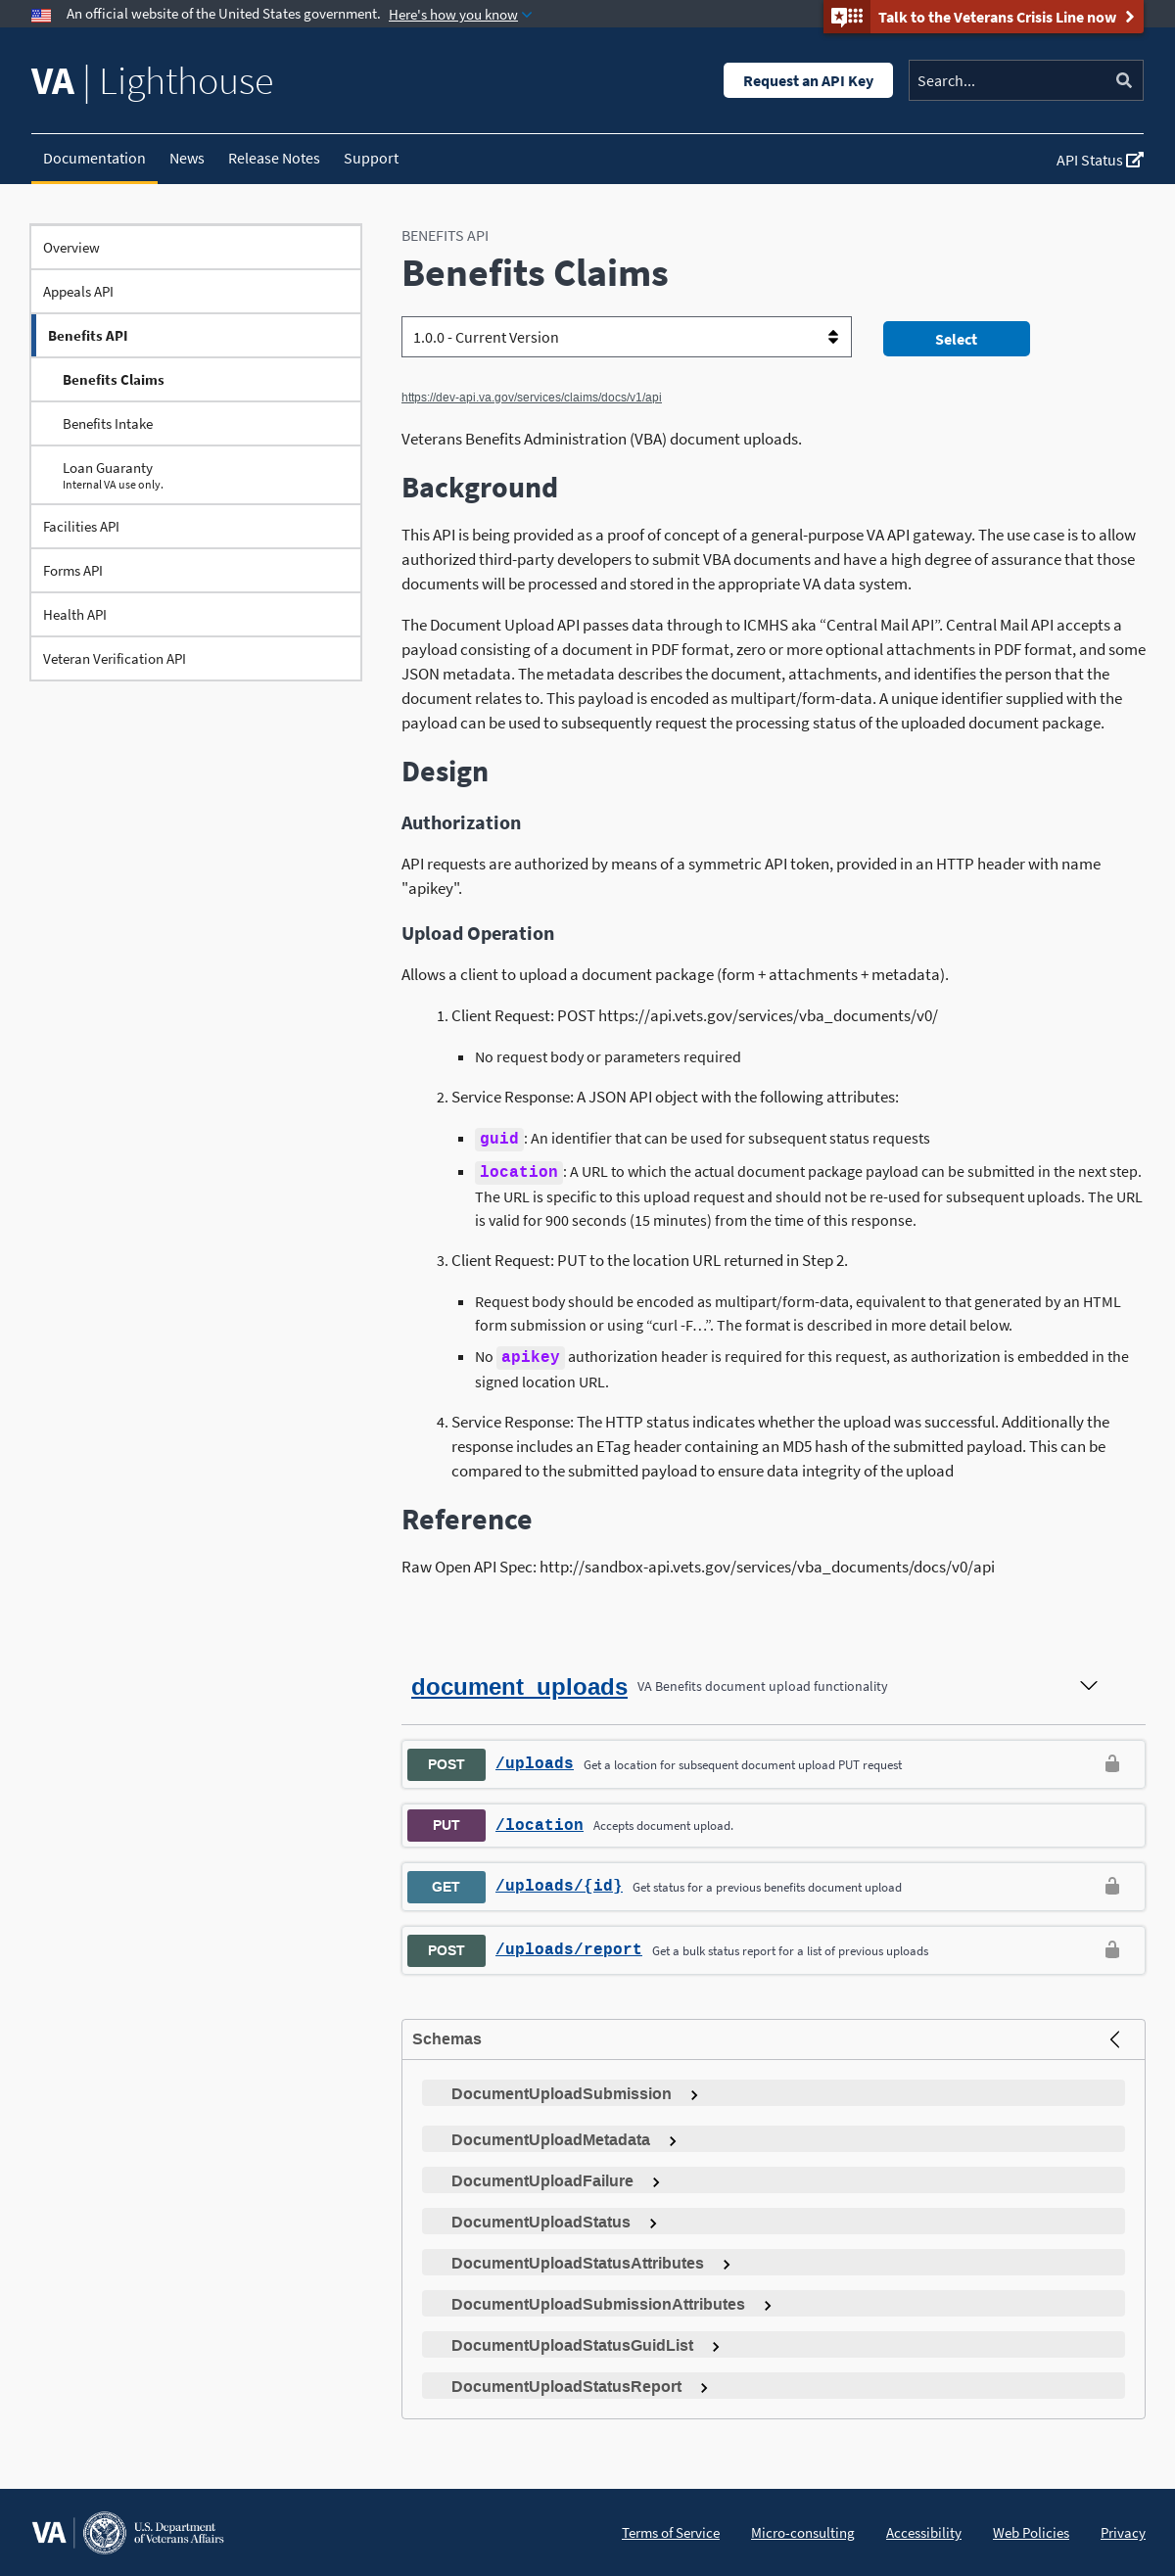 An official website of the United States government. Here's how you know
Talk to the Veterans Crisis Line now
VA | Lighthouse
Request an API Key
Search...
Documentation
News
Release Notes
Support
API Status
Overview
Appeals API
Benefits API
Benefits Claims
Benefits Intake
Loan Guaranty
Internal VA use only.
Facilities API
Forms API
Health API
Veteran Verification API
BENEFITS API
Benefits Claims
1.0.0 - Current Version
Select
https://dev-api.va.gov/services/claims/docs/v1/api
Veterans Benefits Administration (VBA) document uploads.
Background
This API is being provided as a proof of concept of a general-purpose VA API gateway. The use case is to allow
authorized third-party developers to submit VBA documents and have a high degree of assurance that those
documents will be processed and stored in the appropriate VA data system.
The Document Upload API passes data through to ICMHS aka “Central Mail API”. Central Mail API accepts a
payload consisting of a document in PDF format, zero or more optional attachments in PDF format, and some
JSON metadata. The metadata describes the document, attachments, and identifies the person that the
document relates to. This payload is encoded as multipart/form-data. A unique identifier supplied with the
payload can be used to subsequently request the processing status of the uploaded document package.
Design
Authorization
API requests are authorized by means of a symmetric API token, provided in an HTTP header with name
"apikey".
Upload Operation
Allows a client to upload a document package (form + attachments + metadata).
1. Client Request: POST https://api.vets.gov/services/vba_documents/v0/
▪ No request body or parameters required
2. Service Response: A JSON API object with the following attributes:
▪ guid: An identifier that can be used for subsequent status requests
▪ location: A URL to which the actual document package payload can be submitted in the next step.
The URL is specific to this upload request and should not be re-used for subsequent uploads. The URL
is valid for 900 seconds (15 minutes) from the time of this response.
3. Client Request: PUT to the location URL returned in Step 2.
▪ Request body should be encoded as multipart/form-data, equivalent to that generated by an HTML
form submission or using “curl -F…”. The format is described in more detail below.
▪ No apikey authorization header is required for this request, as authorization is embedded in the
signed location URL.
4. Service Response: The HTTP status indicates whether the upload was successful. Additionally the
response includes an ETag header containing an MD5 hash of the submitted payload. This can be
compared to the submitted payload to ensure data integrity of the upload
Reference
Raw Open API Spec: http://sandbox-api.vets.gov/services/vba_documents/docs/v0/api
document_uploads VA Benefits document upload functionality
POST /uploads Get a location for subsequent document upload PUT request
PUT /location Accepts document upload.
GET /uploads/{id} Get status for a previous benefits document upload
POST /uploads/report Get a bulk status report for a list of previous uploads
Schemas
DocumentUploadSubmission
DocumentUploadMetadata
DocumentUploadFailure
DocumentUploadStatus
DocumentUploadStatusAttributes
DocumentUploadSubmissionAttributes
DocumentUploadStatusGuidList
DocumentUploadStatusReport
VA
U.S. Department
of Veterans Affairs
Terms of Service
Micro-consulting
Accessibility
Web Policies
Privacy